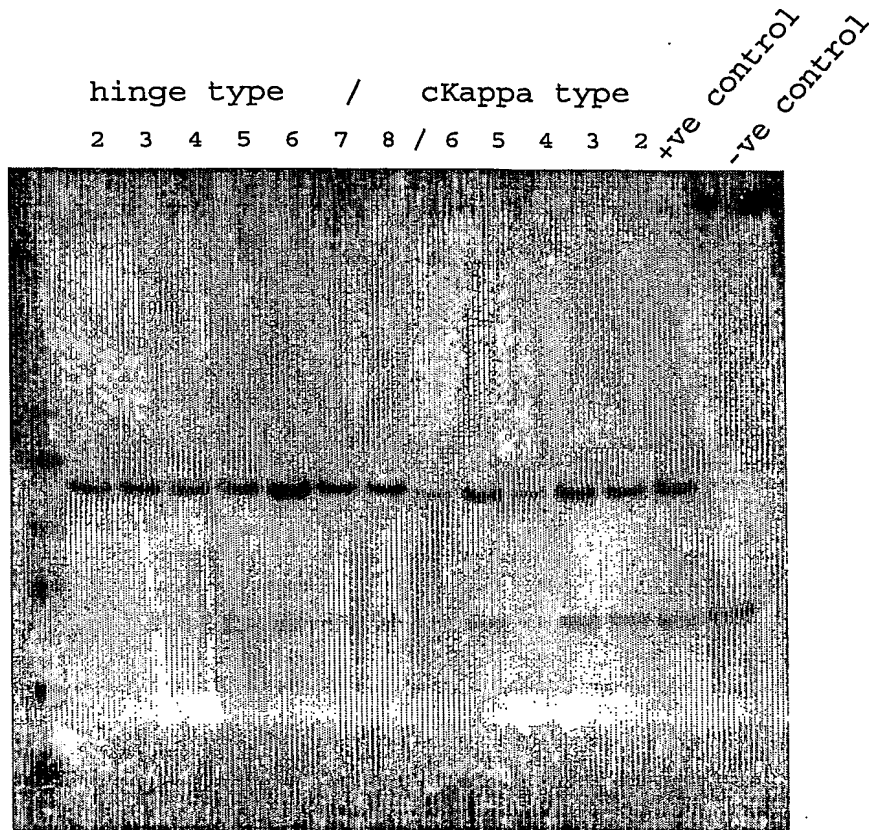 hinge type / cKappa type
2 3 4 5 6 7 8 / 6 5 4 3 2
+ve control
-ve control